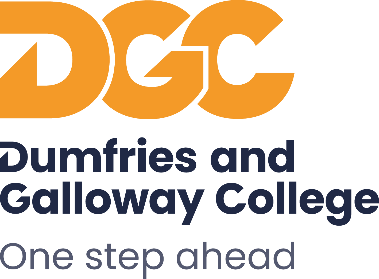 DGC
Dumfries and
Galloway College
One step ahead